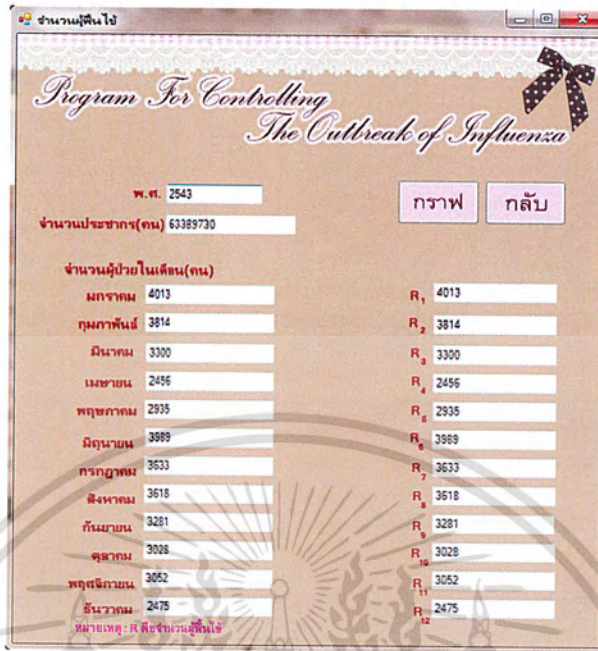 จำนวนผู้ฟื้นไข้
Program For Controlling
The Outbreak of Influenza
พ.ศ. 2543
กราฟ กลับ
จำนวนประชากร(คน) 63389730
จำนวนผู้ป่วยในเดือน(คน)
มกราคม 4013 R1 4013
กุมภาพันธ์ 3814 R2 3814
มีนาคม 3300 R3 3300
เมษายน 2456 R4 2456
พฤษภาคม 2935 R5 2935
มิถุนายน 3989 R6 3989
กรกฎาคม 3633 R7 3633
สิงหาคม 3618 R8 3618
กันยายน 3281 R9 3281
ตุลาคม 3028 R10 3028
พฤศจิกายน 3052 R11 3052
ธันวาคม 2475 R12 2475
หมายเหตุ : R คือจำนวนผู้ฟื้นไข้